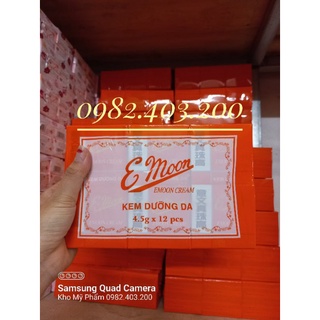 0982.403.200
E Moon
EMOON CREAM
KEM DƯỠNG DA
4.5g x 12 pcs
Samsung Quad Camera
Kho Mỹ Phẩm 0982.403.200